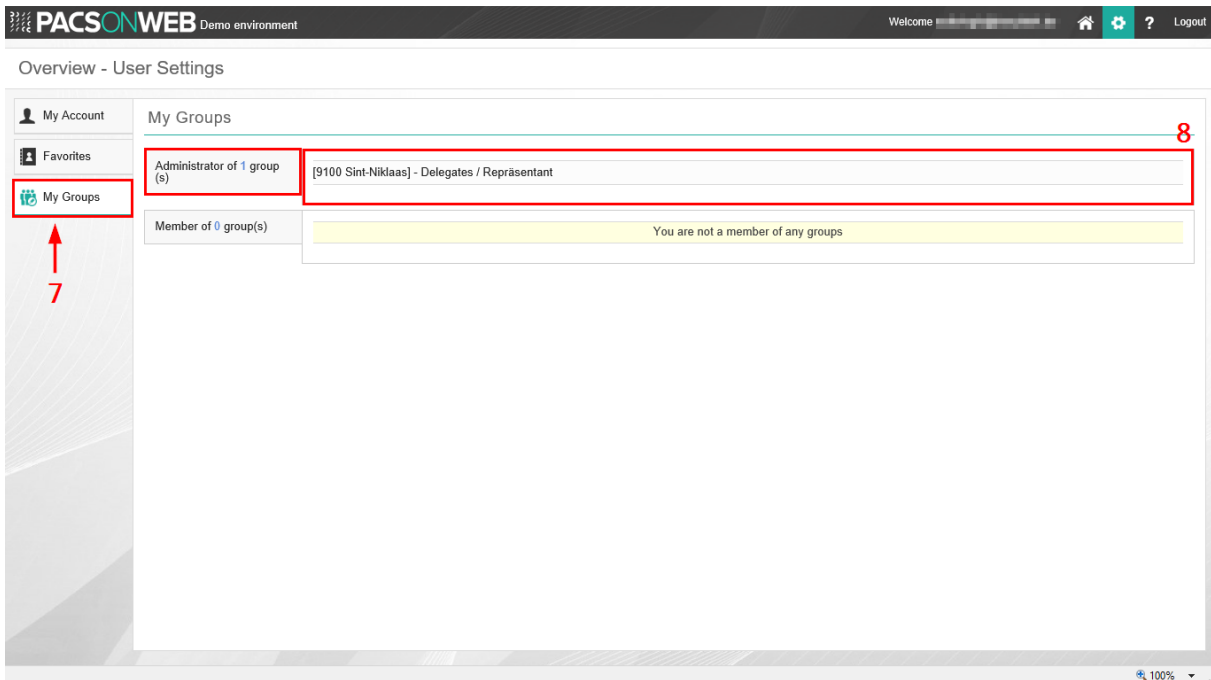 PACSONWEB Demo environment
Welcome
? Logout
Overview - User Settings
My Account
Favorites
My Groups
7
My Groups
8
Administrator of 1 group
(s)
[9100 Sint-Niklaas] - Delegates / Repräsentant
Member of 0 group(s)
You are not a member of any groups
100%